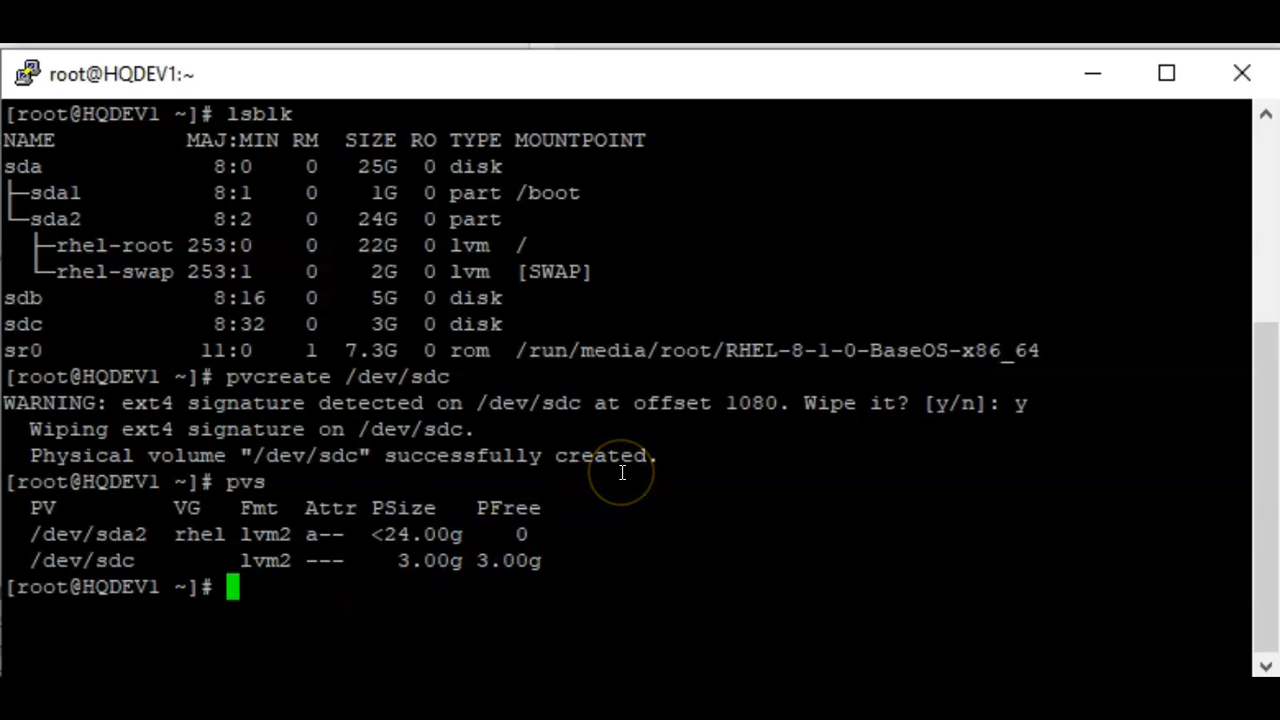 root@HQDEV1:~
[root@HQDEV1 ~]# lsblk
NAME            MAJ:MIN RM   SIZE RO TYPE MOUNTPOINT
sda               8:0    0    25G  0 disk
├─sda1            8:1    0     1G  0 part /boot
└─sda2            8:2    0    24G  0 part
  ├─rhel-root   253:0    0    22G  0 lvm  /
  └─rhel-swap   253:1    0     2G  0 lvm  [SWAP]
sdb               8:16   0     5G  0 disk
sdc               8:32   0     3G  0 disk
sr0              11:0    1   7.3G  0 rom  /run/media/root/RHEL-8-1-0-BaseOS-x86_64
[root@HQDEV1 ~]# pvcreate /dev/sdc
WARNING: ext4 signature detected on /dev/sdc at offset 1080. Wipe it? [y/n]: y
  Wiping ext4 signature on /dev/sdc.
  Physical volume "/dev/sdc" successfully created.
[root@HQDEV1 ~]# pvs
  PV         VG   Fmt  Attr PSize   PFree
  /dev/sda2  rhel lvm2 a--  <24.00g    0
  /dev/sdc        lvm2 ---    3.00g 3.00g
[root@HQDEV1 ~]#